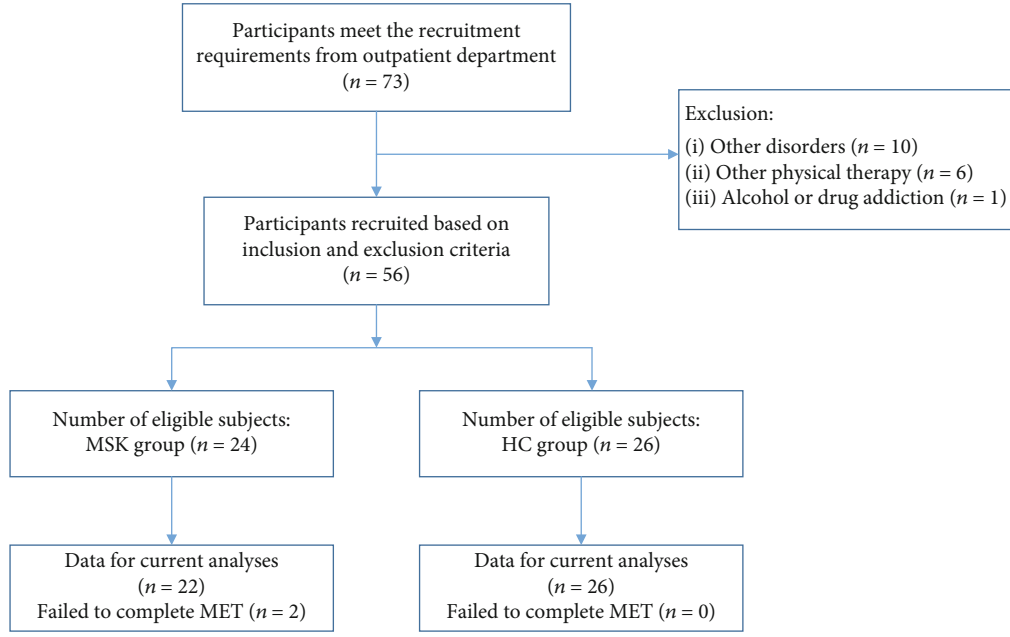 Participants meet the recruitment
requirements from outpatient department
(n = 73)
Exclusion:
(i) Other disorders (n = 10)
(ii) Other physical therapy (n = 6)
(iii) Alcohol or drug addiction (n = 1)
Participants recruited based on
inclusion and exclusion criteria
(n = 56)
Number of eligible subjects:
MSK group (n = 24)
Number of eligible subjects:
HC group (n = 26)
Data for current analyses
(n = 22)
Failed to complete MET (n = 2)
Data for current analyses
(n = 26)
Failed to complete MET (n = 0)